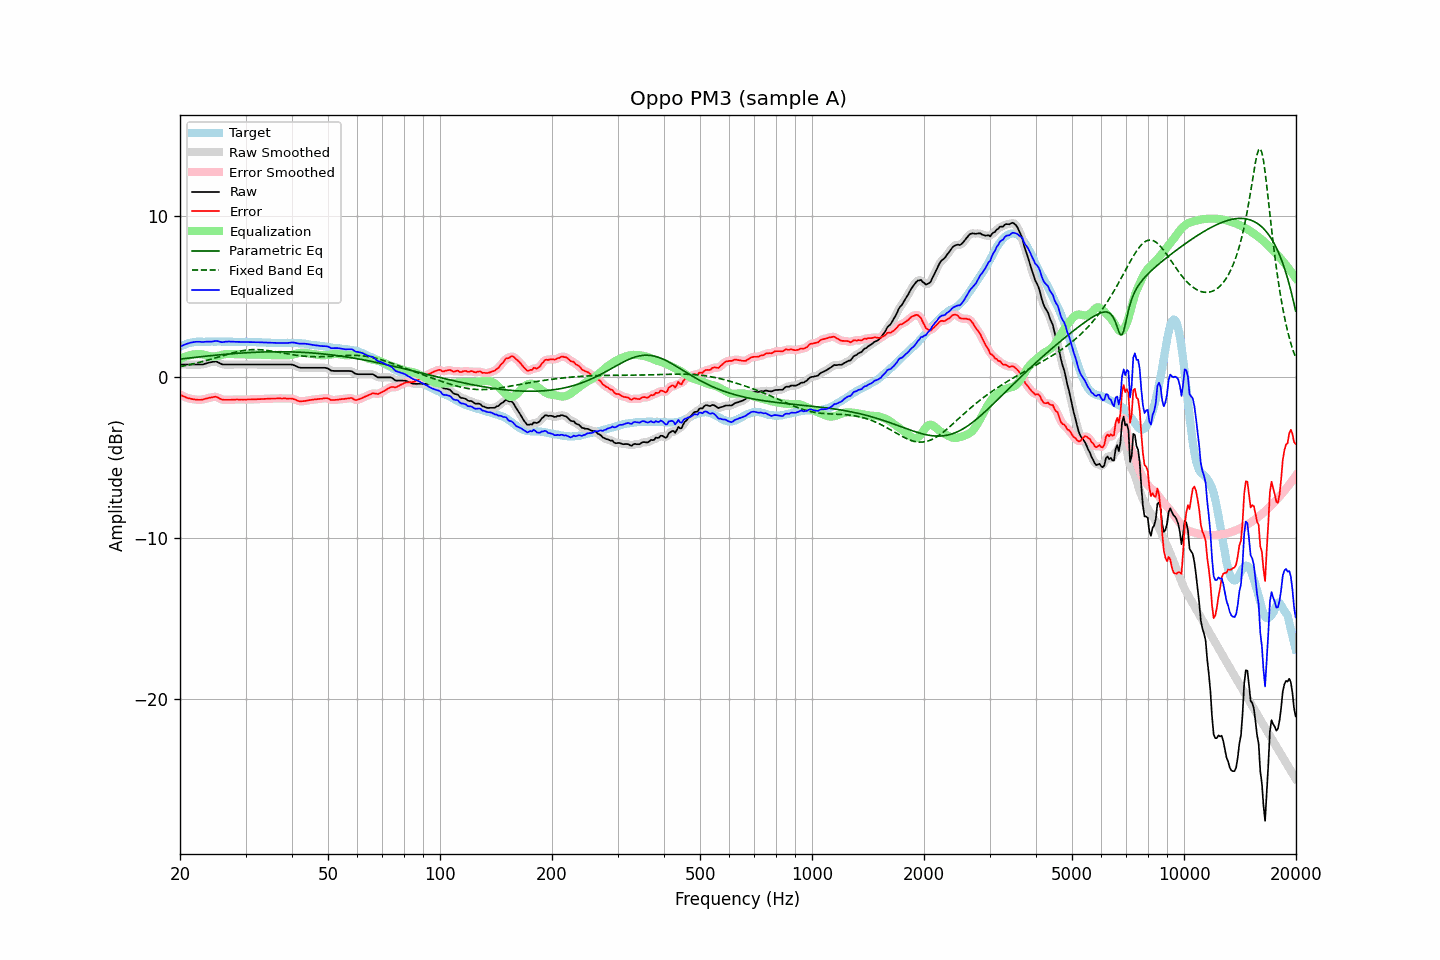 Oppo PM3 (sample A)
Target
Raw Smoothed
Error Smoothed
Raw
Error
Equalization
Parametric Eq
Fixed Band Eq
Equalized
10
0
−10
−20
Amplitude (dBr)
20 50 100 200 500 1000 2000 5000 10000 20000
Frequency (Hz)